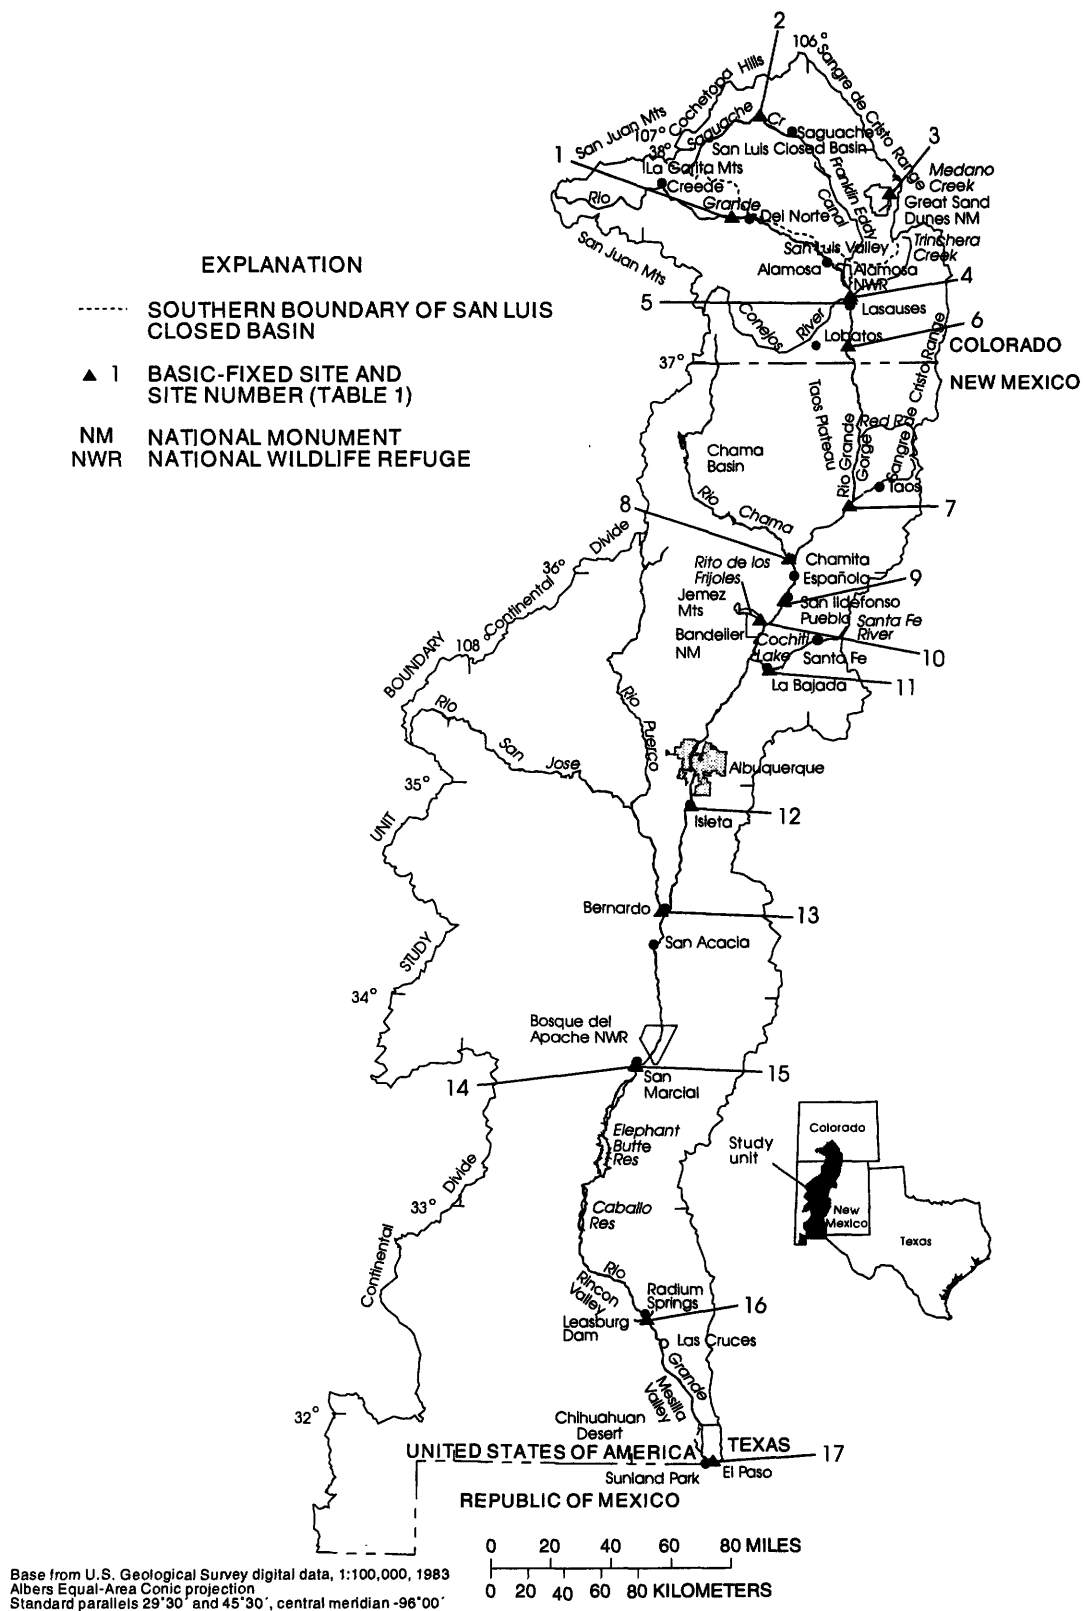 2
106°
Sangre de Cristo Range
Cochetopa Hills
San Juan Mts
107°
38°
Saguache
Cr
Saguache
San Luis Closed Basin
3
1
La Garita Mts
Creede
Medano
Creek
Great Sand
Dunes NM
Rio
Grande
Del Norte
Franklin Eddy
Canal
San Luis Valley
Trinchera
Creek
San Juan Mts
Alamosa
Alamosa
NWR
4
5
Lasauses
Conejos
River
Lobatos
6
37°
COLORADO
NEW MEXICO
EXPLANATION
SOUTHERN BOUNDARY OF SAN LUIS
CLOSED BASIN
1 BASIC-FIXED SITE AND
SITE NUMBER (TABLE 1)
NM NATIONAL MONUMENT
NWR NATIONAL WILDLIFE REFUGE
Taos Plateau
Rio Grande
Gorge
Red R
Sangre de Cristo Range
Chama
Basin
Taos
7
Rio
Chama
8
Continental Divide
36°
Chamita
Española
9
Rito de los
Frijoles
Jemez
Mts
San Ildefonso
Pueblo
Santa Fe
River
Bandelier
NM
Cochiti
Lake
Santa Fe
10
La Bajada
11
108°
BOUNDARY
Rio
San
Jose
Rio
Puerco
Albuquerque
35°
UNIT
Isleta
12
Bernardo
13
San Acacia
STUDY
34°
Bosque del
Apache NWR
14
15
San
Marcial
Elephant
Butte
Res
Caballo
Res
33°
Continental Divide
Rio
Rincon
Valley
Radium
Springs
16
Leasburg
Dam
Las Cruces
Grande
Mesilla
Valley
Chihuahuan
Desert
32°
UNITED STATES OF AMERICA
TEXAS
17
Sunland Park
El Paso
REPUBLIC OF MEXICO
Colorado
Study
unit
New
Mexico
Texas
0 20 40 60 80 MILES
0 20 40 60 80 KILOMETERS
Base from U.S. Geological Survey digital data, 1:100,000, 1983
Albers Equal-Area Conic projection
Standard parallels 29°30´ and 45°30´, central meridian -96°00´